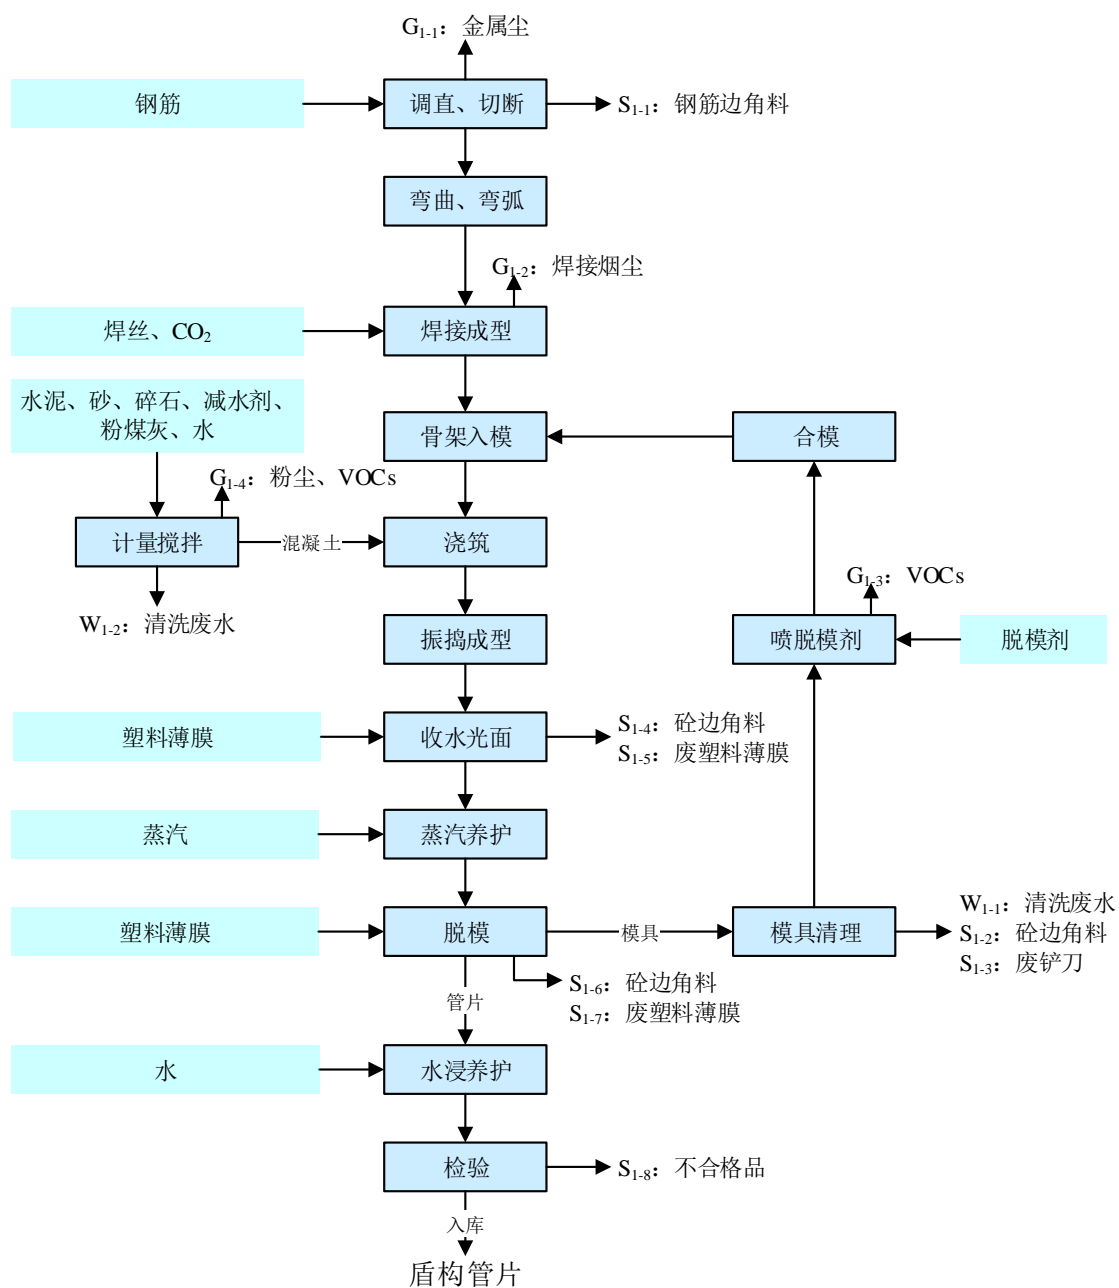 G1-1：金属尘
钢筋
调直、切断
S1-1：钢筋边角料
弯曲、弯弧
G1-2：焊接烟尘
焊丝、CO2
焊接成型
水泥、砂、碎石、减水剂、
粉煤灰、水
骨架入模
合模
G1-4：粉尘、VOCs
计量搅拌
混凝土
浇筑
W1-2：清洗废水
G1-3：VOCs
振捣成型
喷脱模剂
脱模剂
塑料薄膜
收水光面
S1-4：砼边角料
S1-5：废塑料薄膜
蒸汽
蒸汽养护
塑料薄膜
脱模
模具
模具清理
W1-1：清洗废水
S1-2：砼边角料
S1-3：废铲刀
S1-6：砼边角料
S1-7：废塑料薄膜
管片
水
水浸养护
检验
S1-8：不合格品
入库
盾构管片